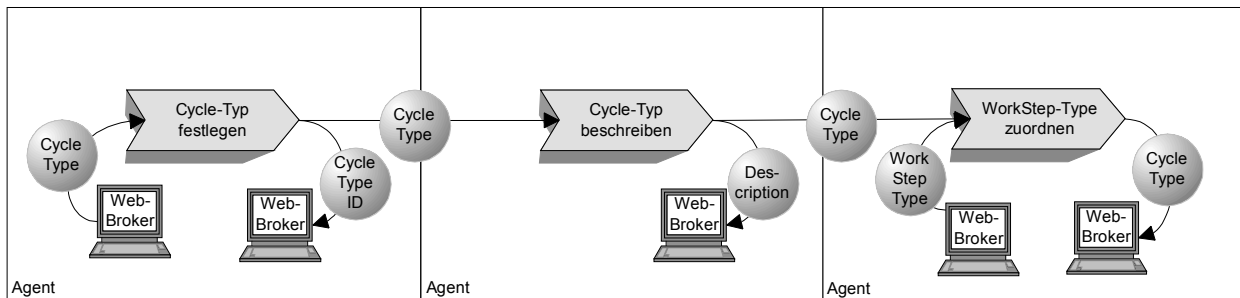 Cycle
Type
Web-
Broker
Cycle-Typ
festlegen
Cycle
Type
ID
Web-
Broker
Agent
Cycle
Type
Cycle-Typ
beschreiben
Des-
cription
Web-
Broker
Agent
Cycle
Type
WorkStep-Type
zuordnen
Work
Step
Type
Web-
Broker
Cycle
Type
Web-
Broker
Agent